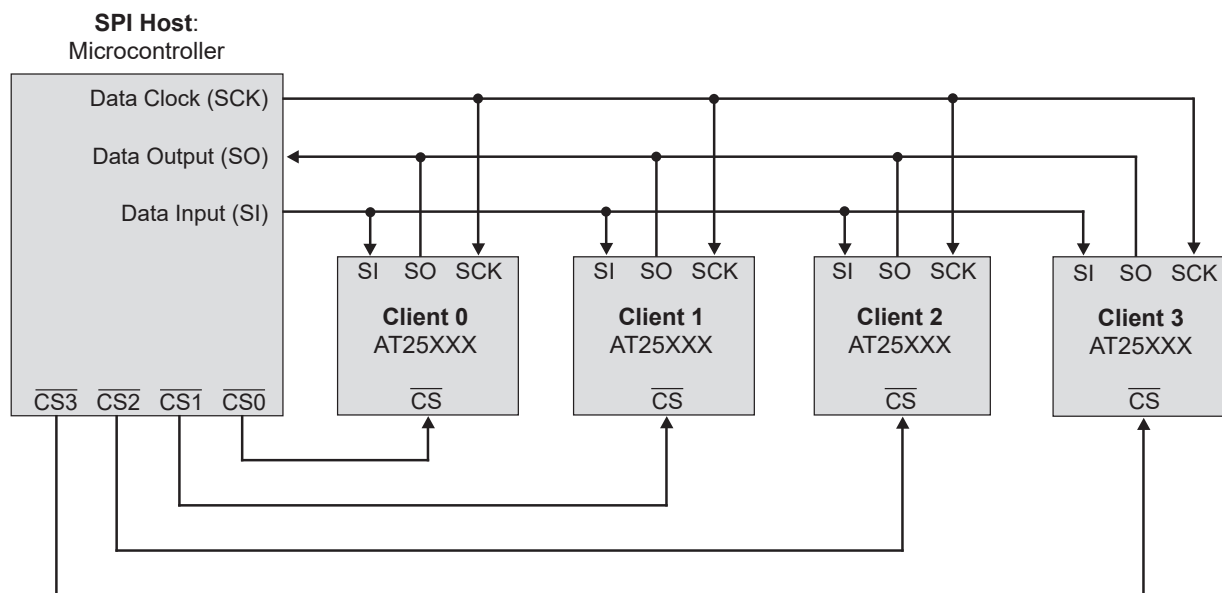 SPI Host:
Microcontroller
Data Clock (SCK)
Data Output (SO)
Data Input (SI)
CS3 CS2 CS1 CS0
SI SO SCK
Client 0
AT25XXX
CS
SI SO SCK
Client 1
AT25XXX
CS
SI SO SCK
Client 2
AT25XXX
CS
SI SO SCK
Client 3
AT25XXX
CS